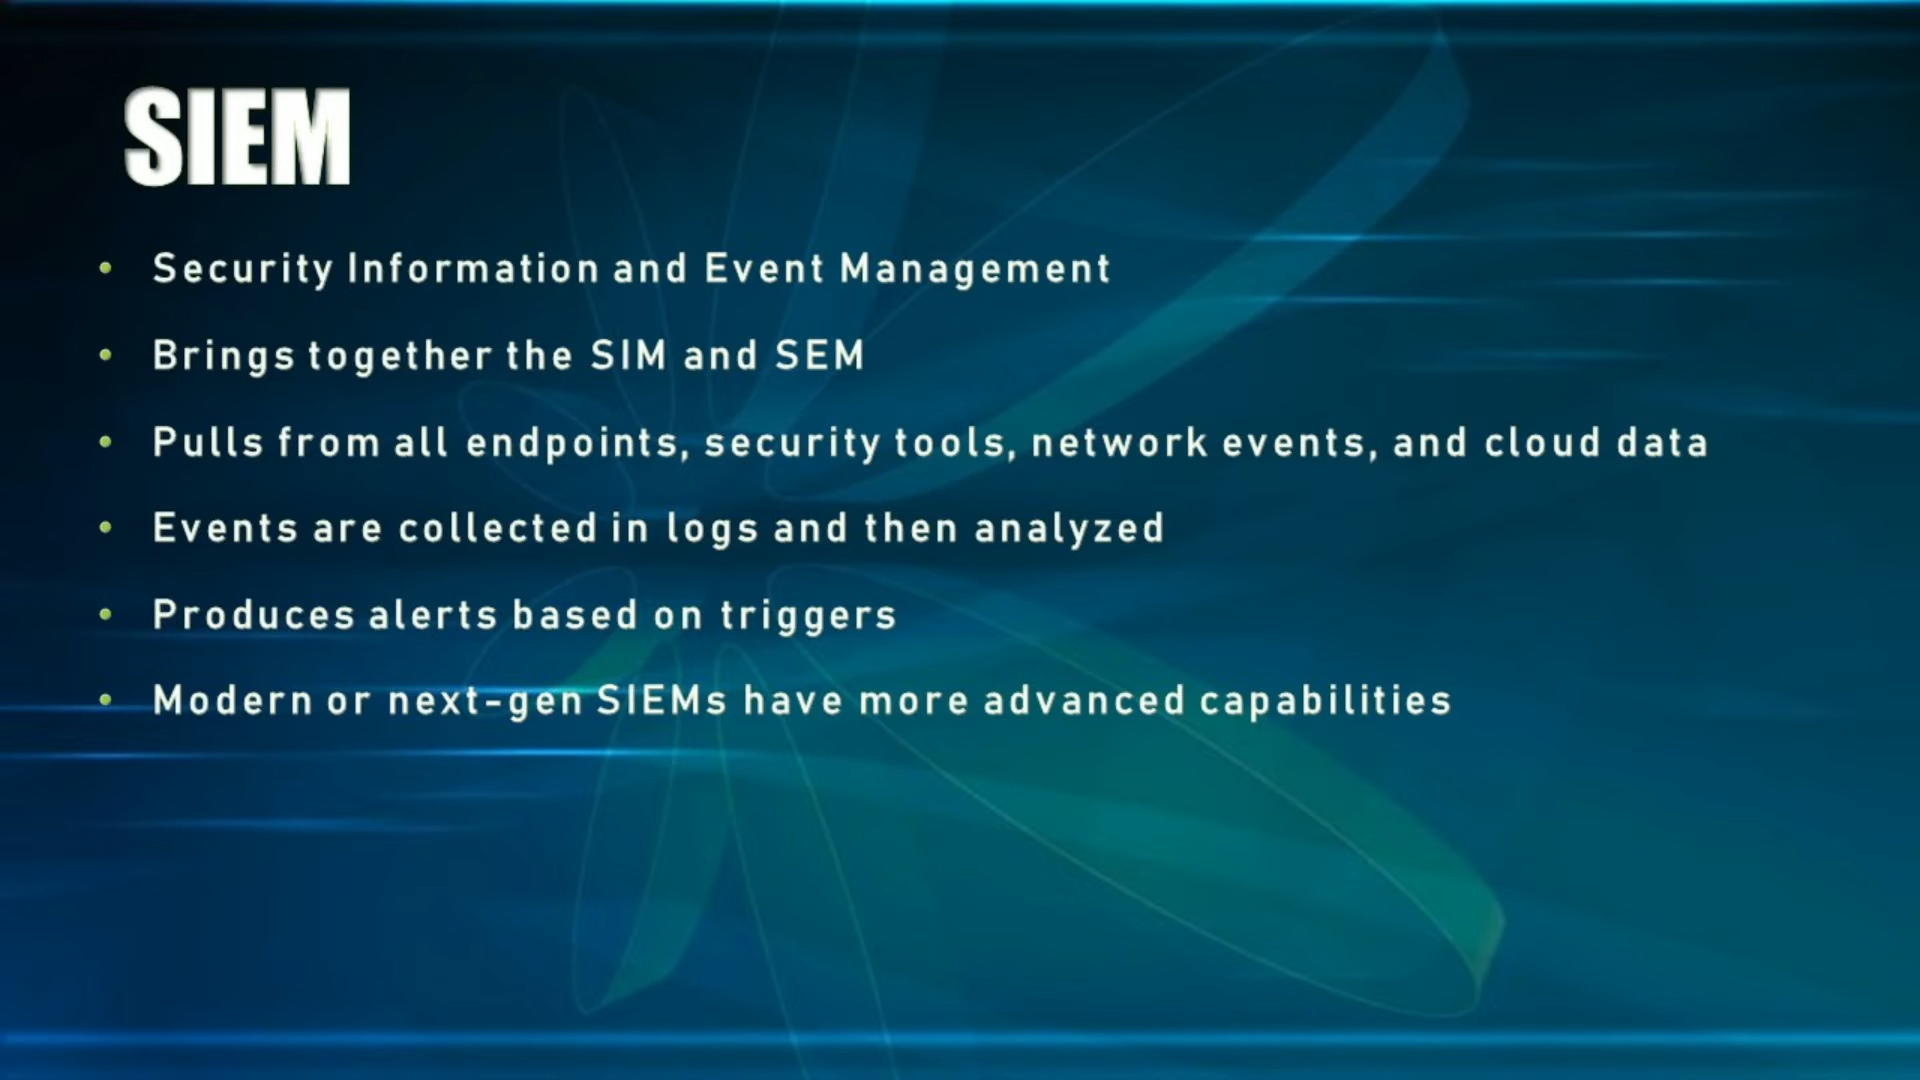 SIEM
• Security Information and Event Management
• Brings together the SIM and SEM
• Pulls from all endpoints, security tools, network events, and cloud data
• Events are collected in logs and then analyzed
• Produces alerts based on triggers
• Modern or next-gen SIEMs have more advanced capabilities